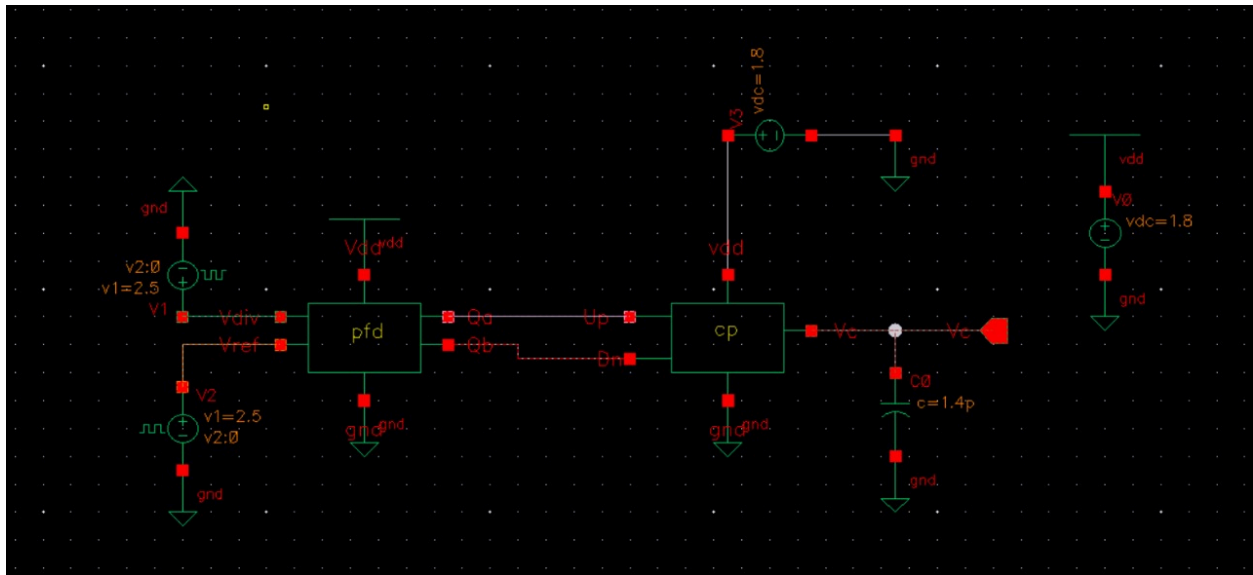 vdc=1.8
V3
gnd
vdd
V0
vdc=1.8
gnd
gnd
v2:0
v1=2.5
V1
Vdd
vdd
vdd
Vdiv
Vref
pfd
Qa
Qb
Up
Dn
cp
Vc
Vc
C0
c=1.4p
V2
v1=2.5
v2:0
gnd
gnd
gnd.
gnd
gnd.
gnd.